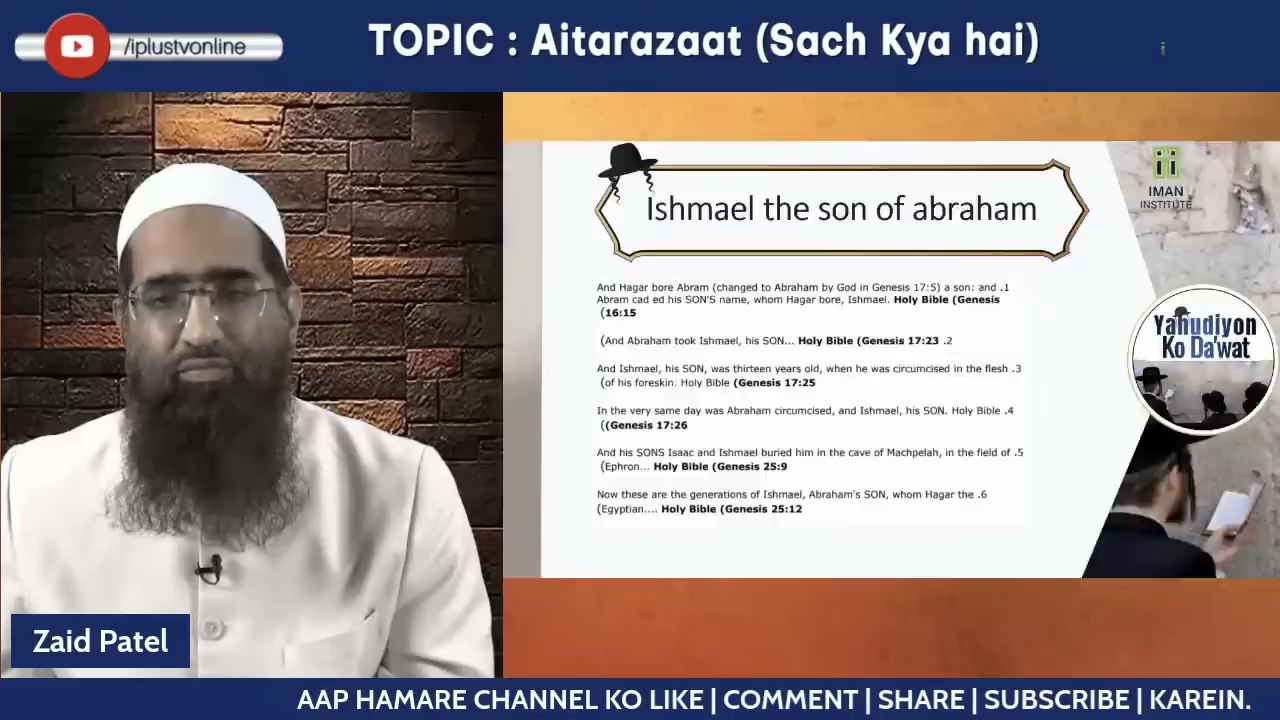 /iplustvonline
TOPIC : Aitarazaat (Sach Kya hai)
Ishmael the son of abraham
IMAN
INSTITUTE
And Hagar bore Abram (changed to Abraham by God in Genesis 17:5) a son: and .1
Abram cad ed his SON'S name, whom Hagar bore, Ishmael. Holy Bible (Genesis
(16:15
(And Abraham took Ishmael, his SON... Holy Bible (Genesis 17:23 .2
And Ishmael, his SON, was thirteen years old, when he was circumcised in the flesh .3
(of his foreskin. Holy Bible (Genesis 17:25
In the very same day was Abraham circumcised, and Ishmael, his SON. Holy Bible .4
((Genesis 17:26
And his SONS Isaac and Ishmael buried him in the cave of Machpelah, in the field of .5
(Ephron... Holy Bible (Genesis 25:9
Now these are the generations of Ishmael, Abraham's SON, whom Hagar the .6
(Egyptian.... Holy Bible (Genesis 25:12
Yahudiyon
Ko Da'wat
Zaid Patel
AAP HAMARE CHANNEL KO LIKE | COMMENT | SHARE | SUBSCRIBE | KAREIN.